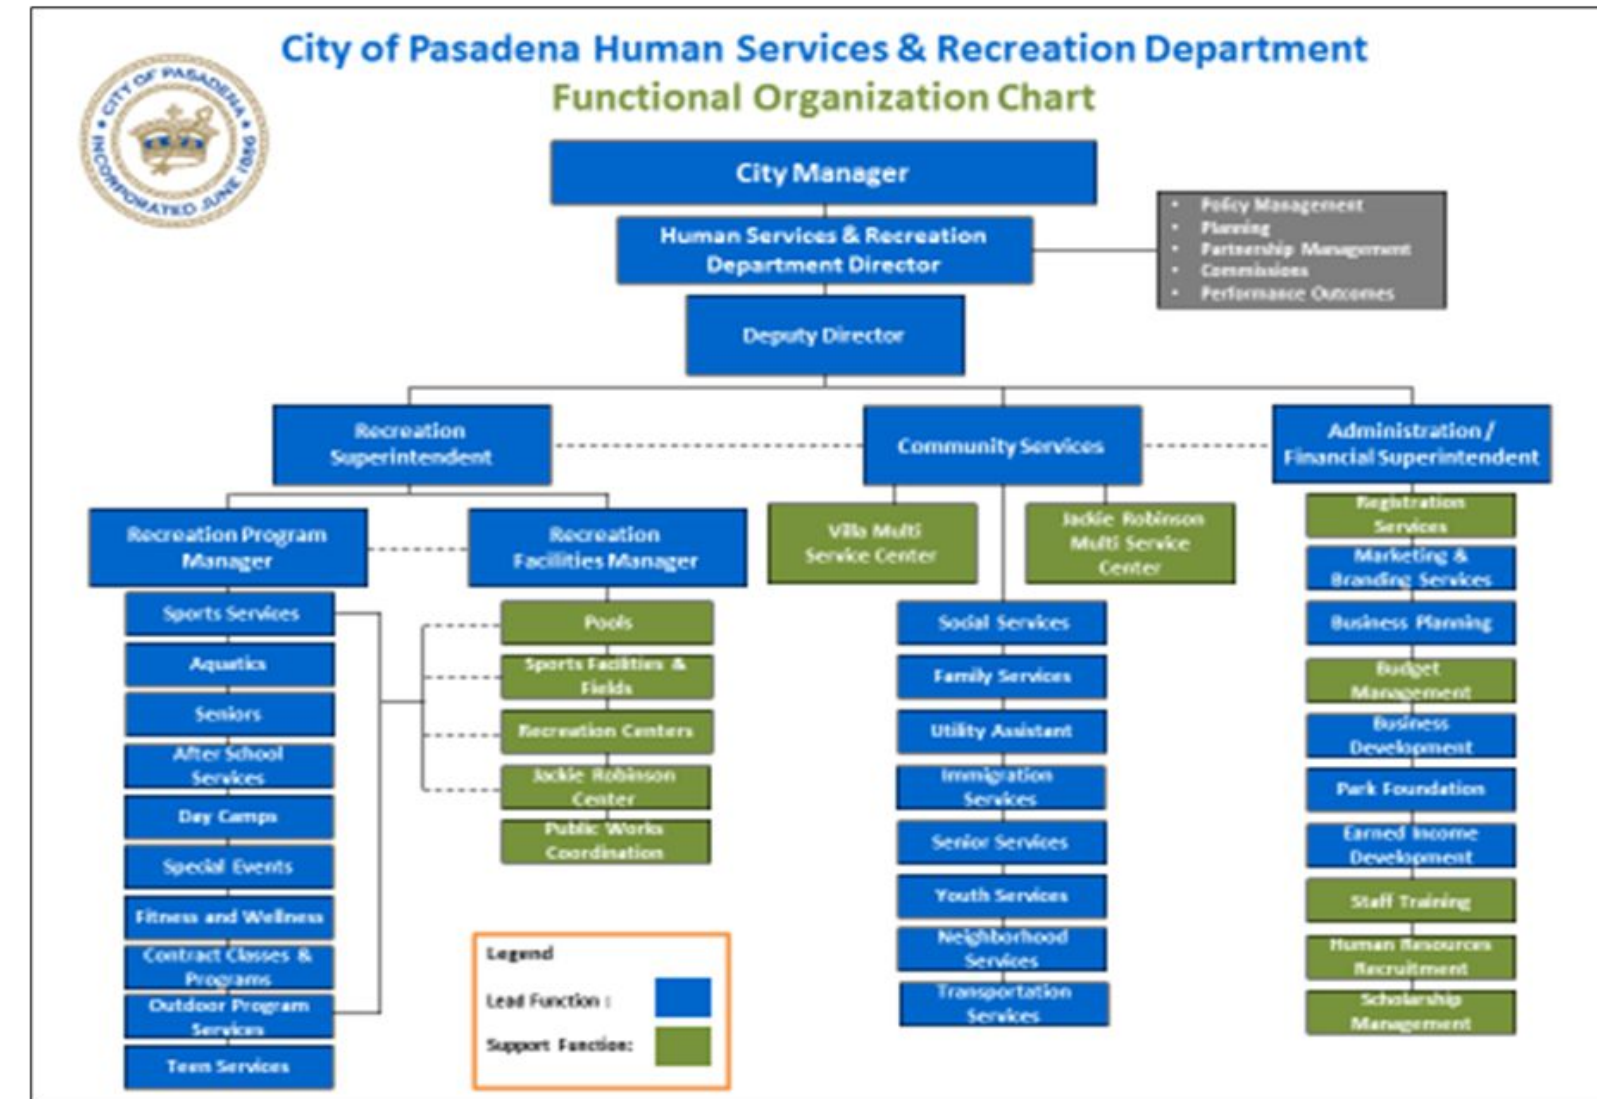 City of Pasadena Human Services & Recreation Department
Functional Organization Chart
CITY OF PASADENA
INCORPORATED JUNE 1886
City Manager
Human Services & Recreation
Department Director
• Policy Management
• Planning
• Partnership Management
• Commissions
• Performance Outcomes
Deputy Director
Recreation
Superintendent
Community Services
Administration /
Financial Superintendent
Recreation Program
Manager
Recreation
Facilities Manager
Villa Multi
Service Center
Jackie Robinson
Multi Service
Center
Sports Services
Aquatics
Seniors
After School
Services
Day Camps
Special Events
Fitness and Wellness
Contract Classes &
Programs
Outdoor Program
Services
Teen Services
Pools
Sports Facilities &
Fields
Recreation Centers
Jackie Robinson
Center
Public Works
Coordination
Social Services
Family Services
Utility Assistant
Immigration
Services
Senior Services
Youth Services
Neighborhood
Services
Transportation
Services
Registration
Services
Marketing &
Branding Services
Business Planning
Budget
Management
Business
Development
Park Foundation
Earned Income
Development
Staff Training
Human Resources
Recruitment
Scholarship
Management
Legend
Lead Function :
Support Function: